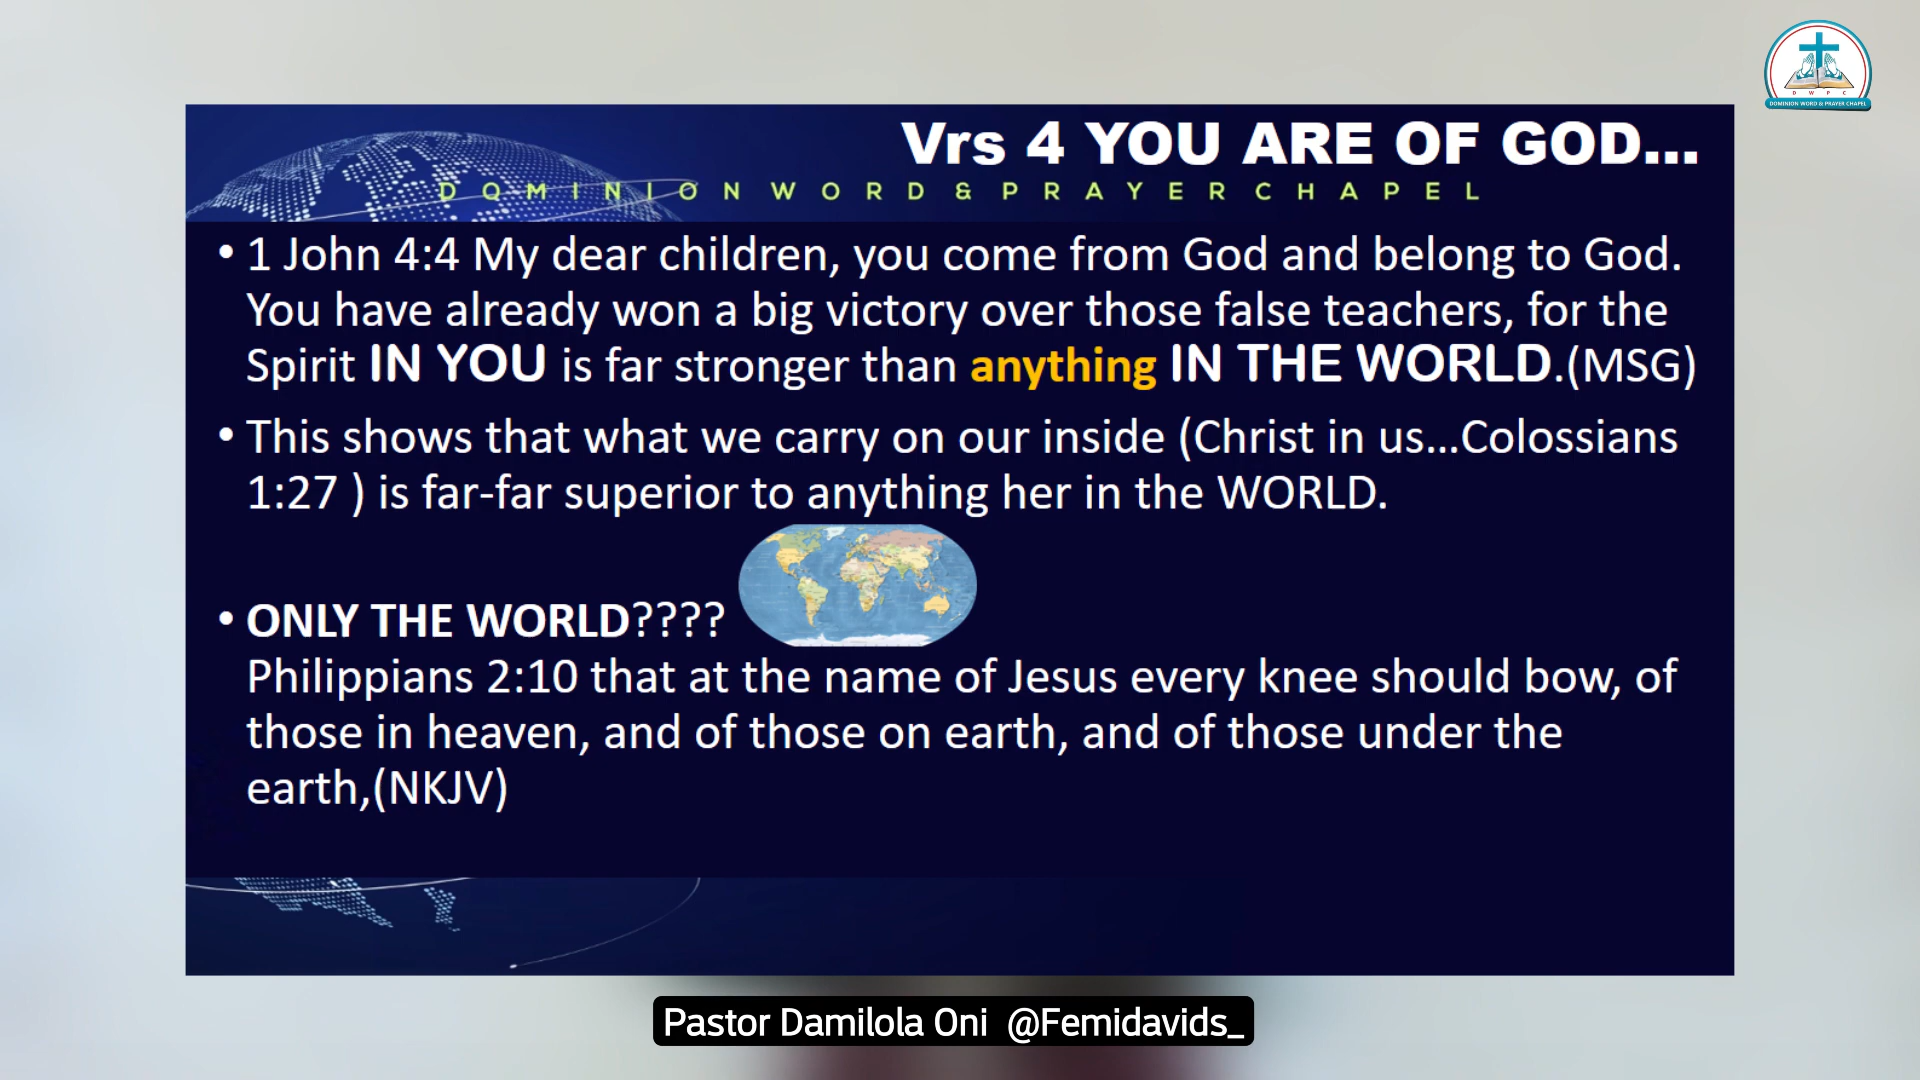 D W P C
DOMINION WORD & PRAYER CHAPEL
Vrs 4 YOU ARE OF GOD...
DOMINION WORD & PRAYER CHAPEL
• 1 John 4:4 My dear children, you come from God and belong to God.
You have already won a big victory over those false teachers, for the
Spirit IN YOU is far stronger than anything IN THE WORLD.(MSG)
• This shows that what we carry on our inside (Christ in us...Colossians
1:27 ) is far-far superior to anything her in the WORLD.
• ONLY THE WORLD????
Philippians 2:10 that at the name of Jesus every knee should bow, of
those in heaven, and of those on earth, and of those under the
earth,(NKJV)
Pastor Damilola Oni @Femidavids_